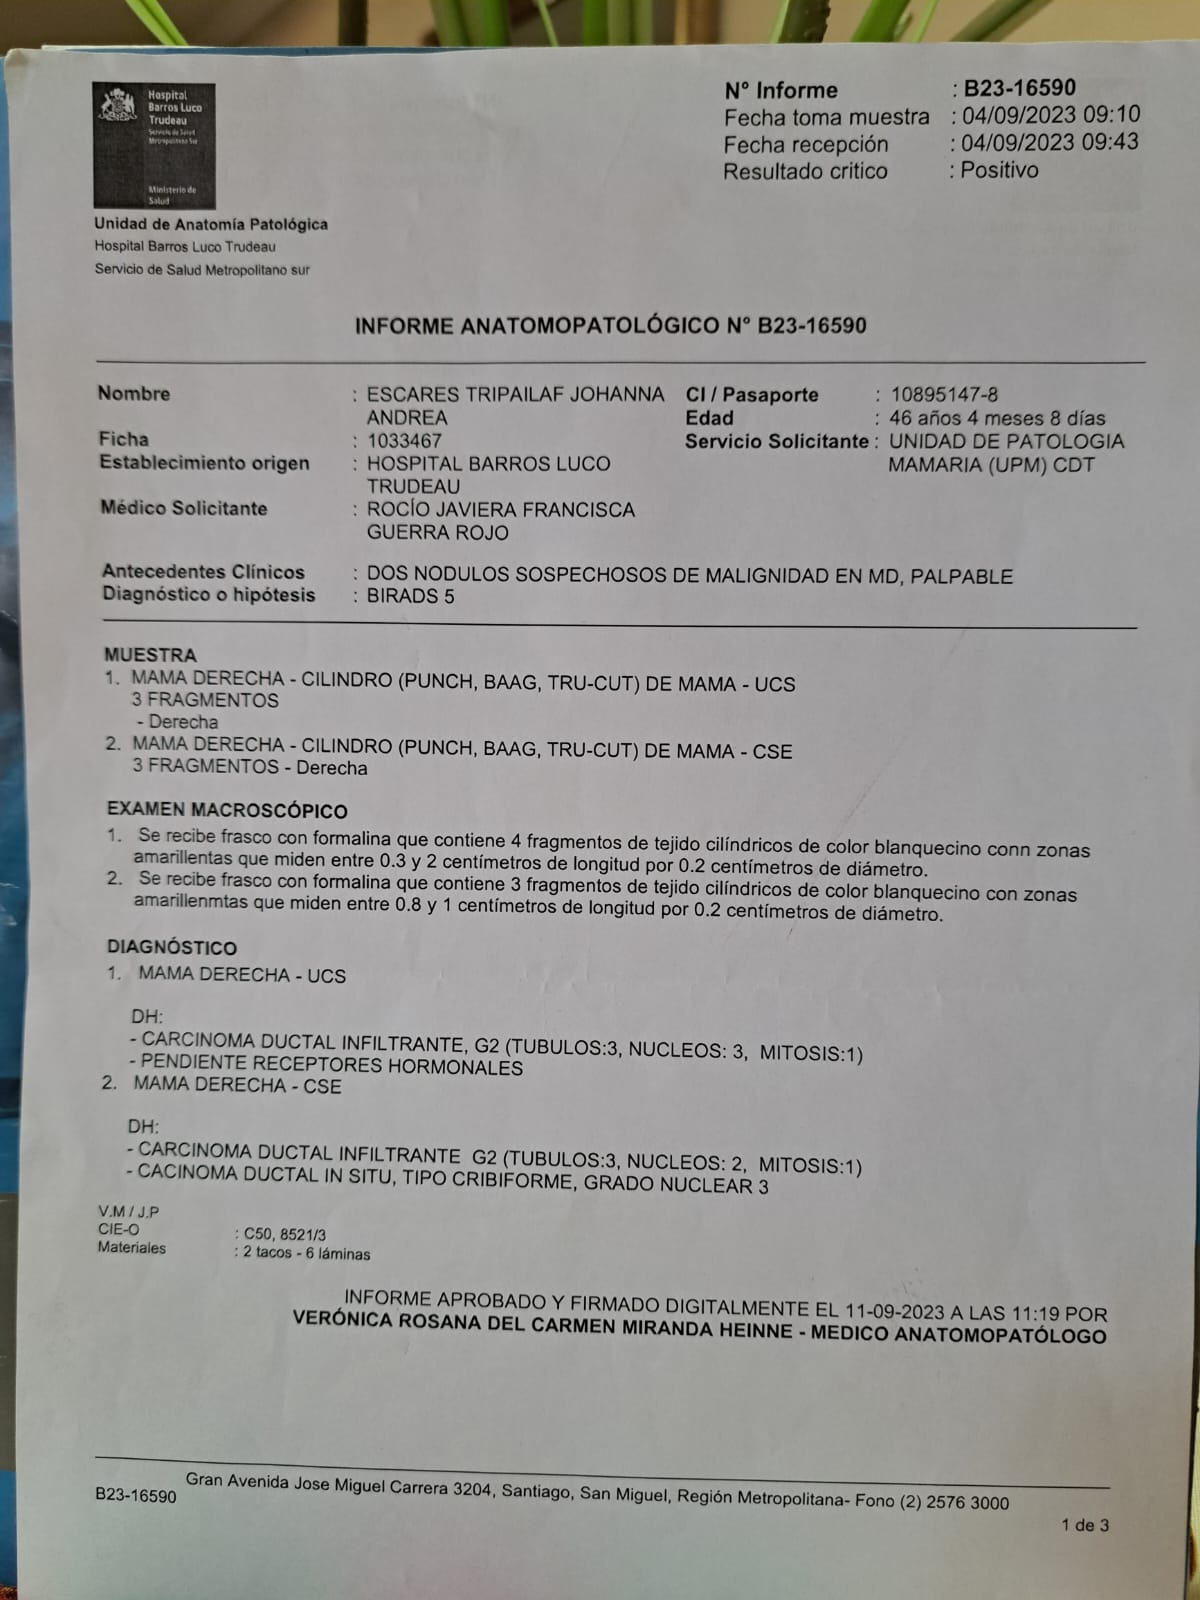 Hospital
Barros Luco
Trudeau
Servicio de Salud
Metropolitano Sur
Ministerio de
Salud
Nº Informe : B23-16590
Fecha toma muestra : 04/09/2023 09:10
Fecha recepción : 04/09/2023 09:43
Resultado critico : Positivo
Unidad de Anatomía Patológica
Hospital Barros Luco Trudeau
Servicio de Salud Metropolitano sur
INFORME ANATOMOPATOLÓGICO N° B23-16590
Nombre : ESCARES TRIPAILAF JOHANNA CI / Pasaporte : 10895147-8
ANDREA Edad : 46 años 4 meses 8 días
Ficha : 1033467 Servicio Solicitante : UNIDAD DE PATOLOGIA
Establecimiento origen : HOSPITAL BARROS LUCO MAMARIA (UPM) CDT
TRUDEAU
Médico Solicitante : ROCÍO JAVIERA FRANCISCA
GUERRA ROJO
Antecedentes Clínicos : DOS NODULOS SOSPECHOSOS DE MALIGNIDAD EN MD, PALPABLE
Diagnóstico o hipótesis : BIRADS 5
MUESTRA
1. MAMA DERECHA - CILINDRO (PUNCH, BAAG, TRU-CUT) DE MAMA - UCS
3 FRAGMENTOS
- Derecha
2. MAMA DERECHA - CILINDRO (PUNCH, BAAG, TRU-CUT) DE MAMA - CSE
3 FRAGMENTOS - Derecha
EXAMEN MACROSCÓPICO
1. Se recibe frasco con formalina que contiene 4 fragmentos de tejido cilíndricos de color blanquecino conn zonas
amarillentas que miden entre 0.3 y 2 centímetros de longitud por 0.2 centímetros de diámetro.
2. Se recibe frasco con formalina que contiene 3 fragmentos de tejido cilíndricos de color blanquecino con zonas
amarillenmtas que miden entre 0.8 y 1 centímetros de longitud por 0.2 centímetros de diámetro.
DIAGNÓSTICO
1. MAMA DERECHA - UCS
DH:
- CARCINOMA DUCTAL INFILTRANTE, G2 (TUBULOS:3, NUCLEOS: 3, MITOSIS:1)
- PENDIENTE RECEPTORES HORMONALES
2. MAMA DERECHA - CSE
DH:
- CARCINOMA DUCTAL INFILTRANTE G2 (TUBULOS:3, NUCLEOS: 2, MITOSIS:1)
- CACINOMA DUCTAL IN SITU, TIPO CRIBIFORME, GRADO NUCLEAR 3
V.M / J.P
CIE-O : C50, 8521/3
Materiales : 2 tacos - 6 láminas
INFORME APROBADO Y FIRMADO DIGITALMENTE EL 11-09-2023 A LAS 11:19 POR
VERÓNICA ROSANA DEL CARMEN MIRANDA HEINNE - MEDICO ANATOMOPATÓLOGO
Gran Avenida Jose Miguel Carrera 3204, Santiago, San Miguel, Región Metropolitana- Fono (2) 2576 3000
B23-16590
1 de 3